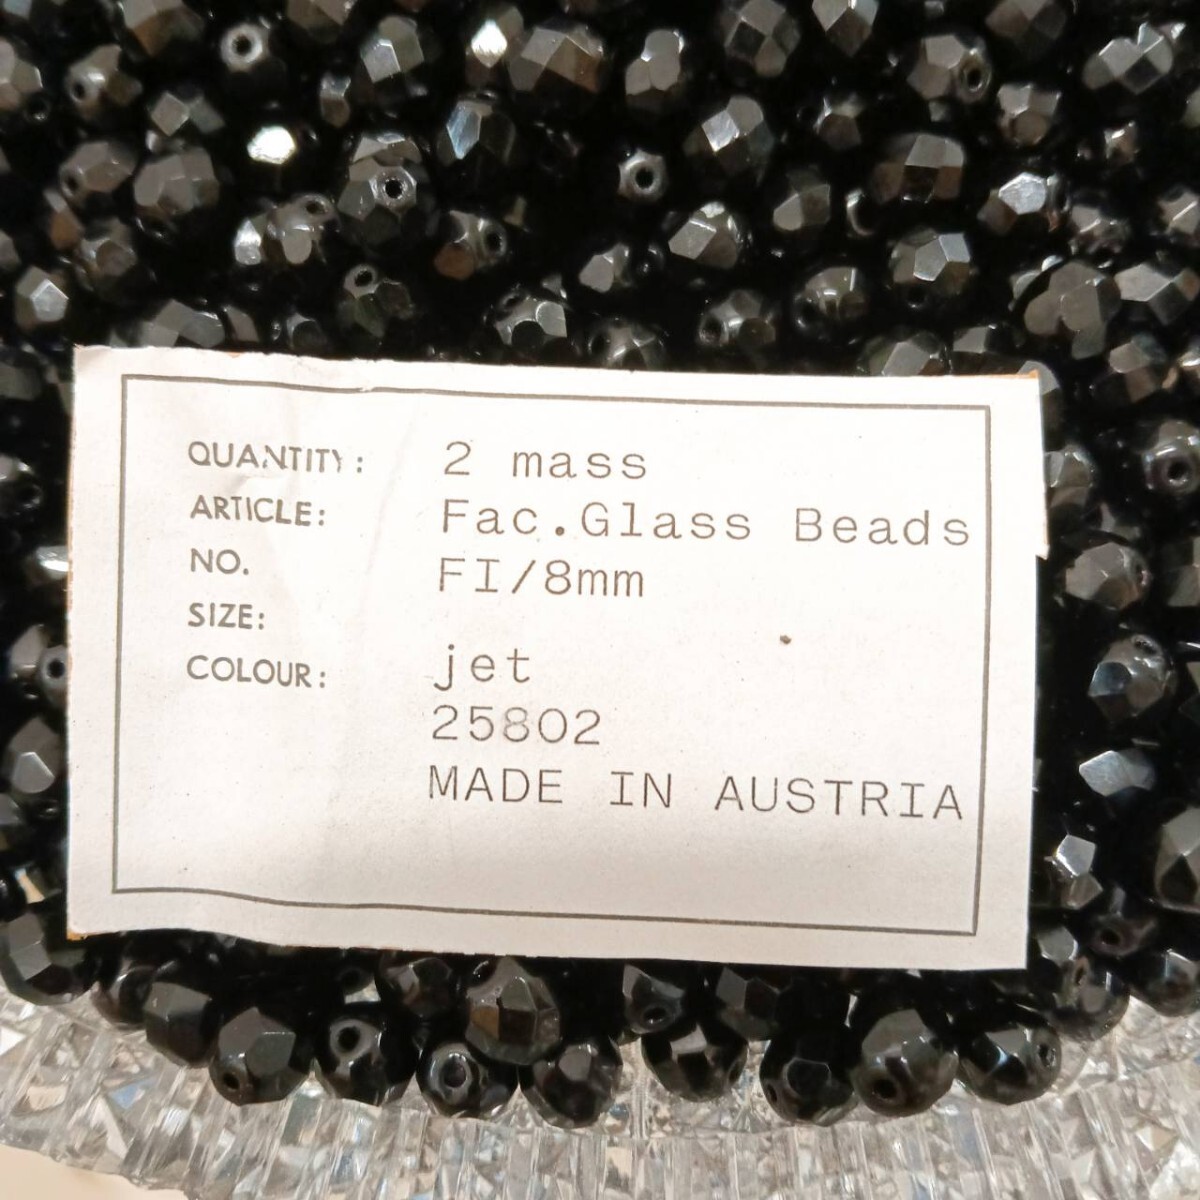 QUANTITY: 2 mass
ARTICLE: Fac.Glass Beads
NO. FI/8mm
SIZE:
COLOUR: jet
25802
MADE IN AUSTRIA